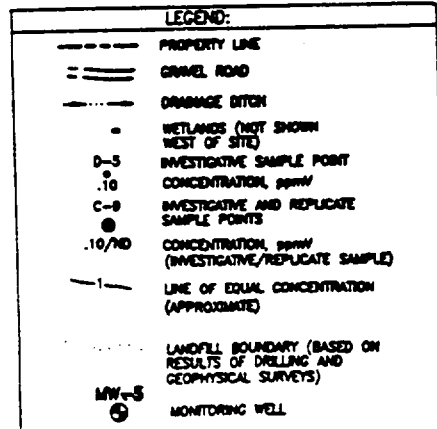 LEGEND:
PROPERTY LINE
GRAVEL ROAD
DRAINAGE DITCH
WETLANDS (NOT SHOWN
WEST OF SITE)
D-5 INVESTIGATIVE SAMPLE POINT
.10 CONCENTRATION, ppmV
C-9 INVESTIGATIVE AND REPLICATE
SAMPLE POINTS
.10/ND CONCENTRATION, ppmV
(INVESTIGATIVE/REPLICATE SAMPLE)
1 LINE OF EQUAL CONCENTRATION
(APPROXIMATE)
LANDFILL BOUNDARY (BASED ON
RESULTS OF DRILLING AND
GEOPHYSICAL SURVEYS)
MW-5
MONITORING WELL